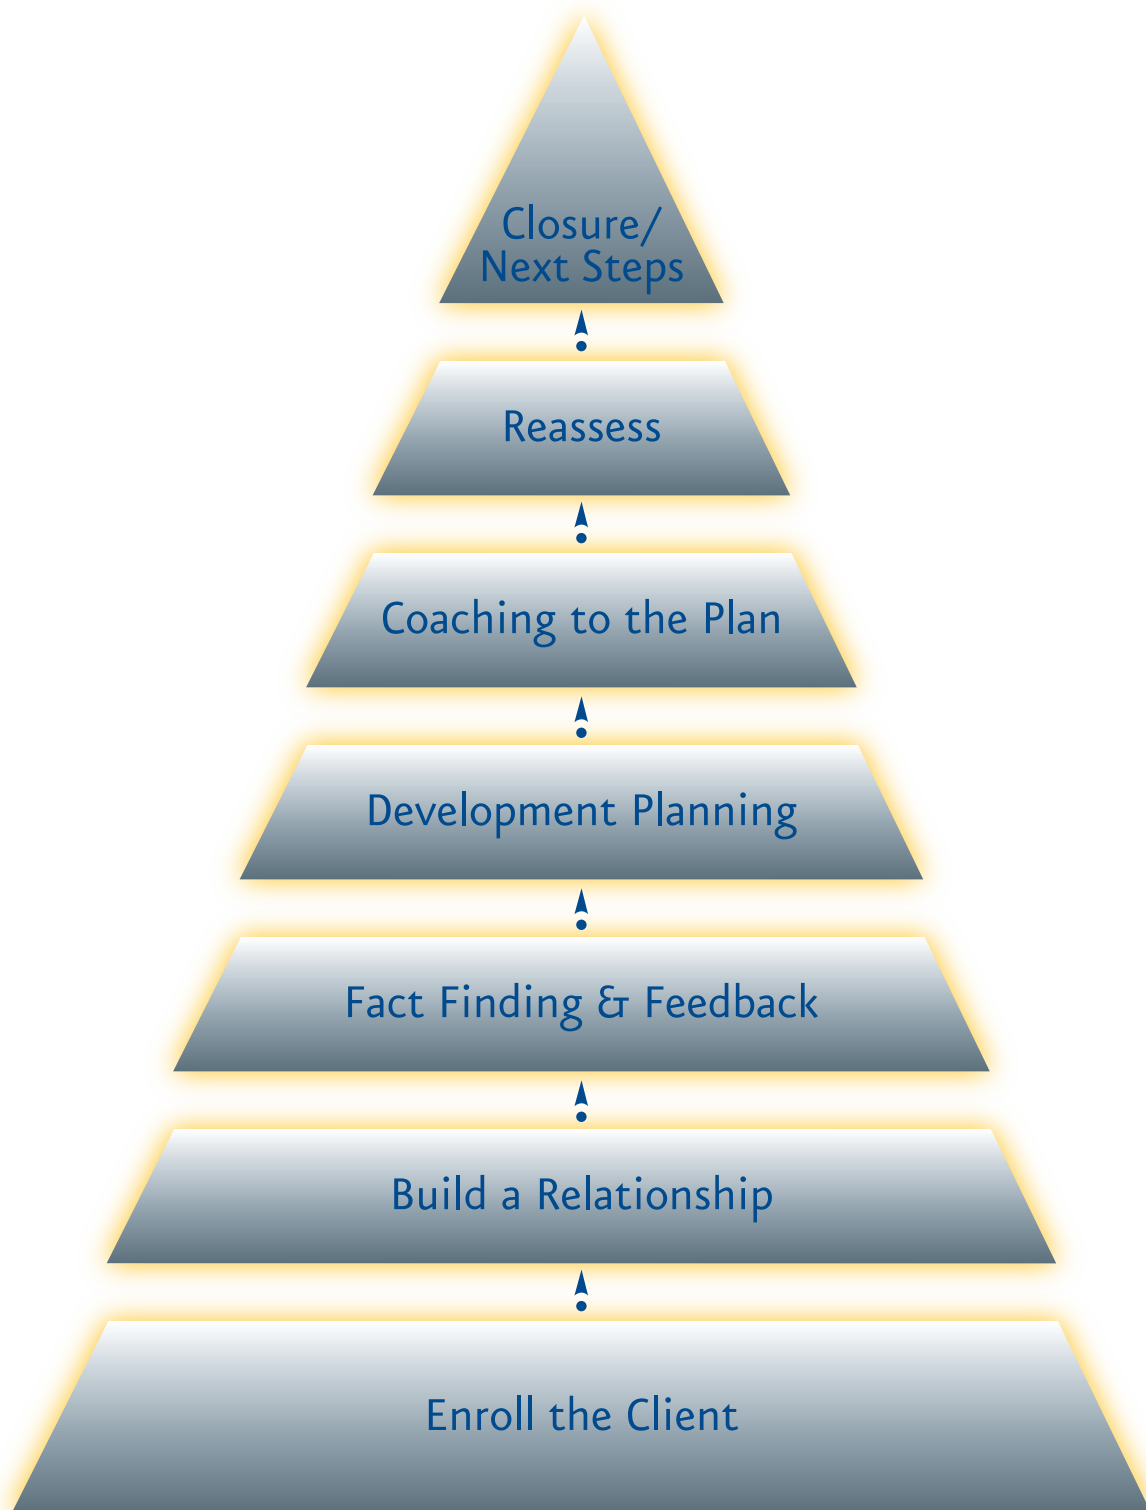 Closure/
Next Steps
Reassess
Coaching to the Plan
Development Planning
Fact Finding & Feedback
Build a Relationship
Enroll the Client